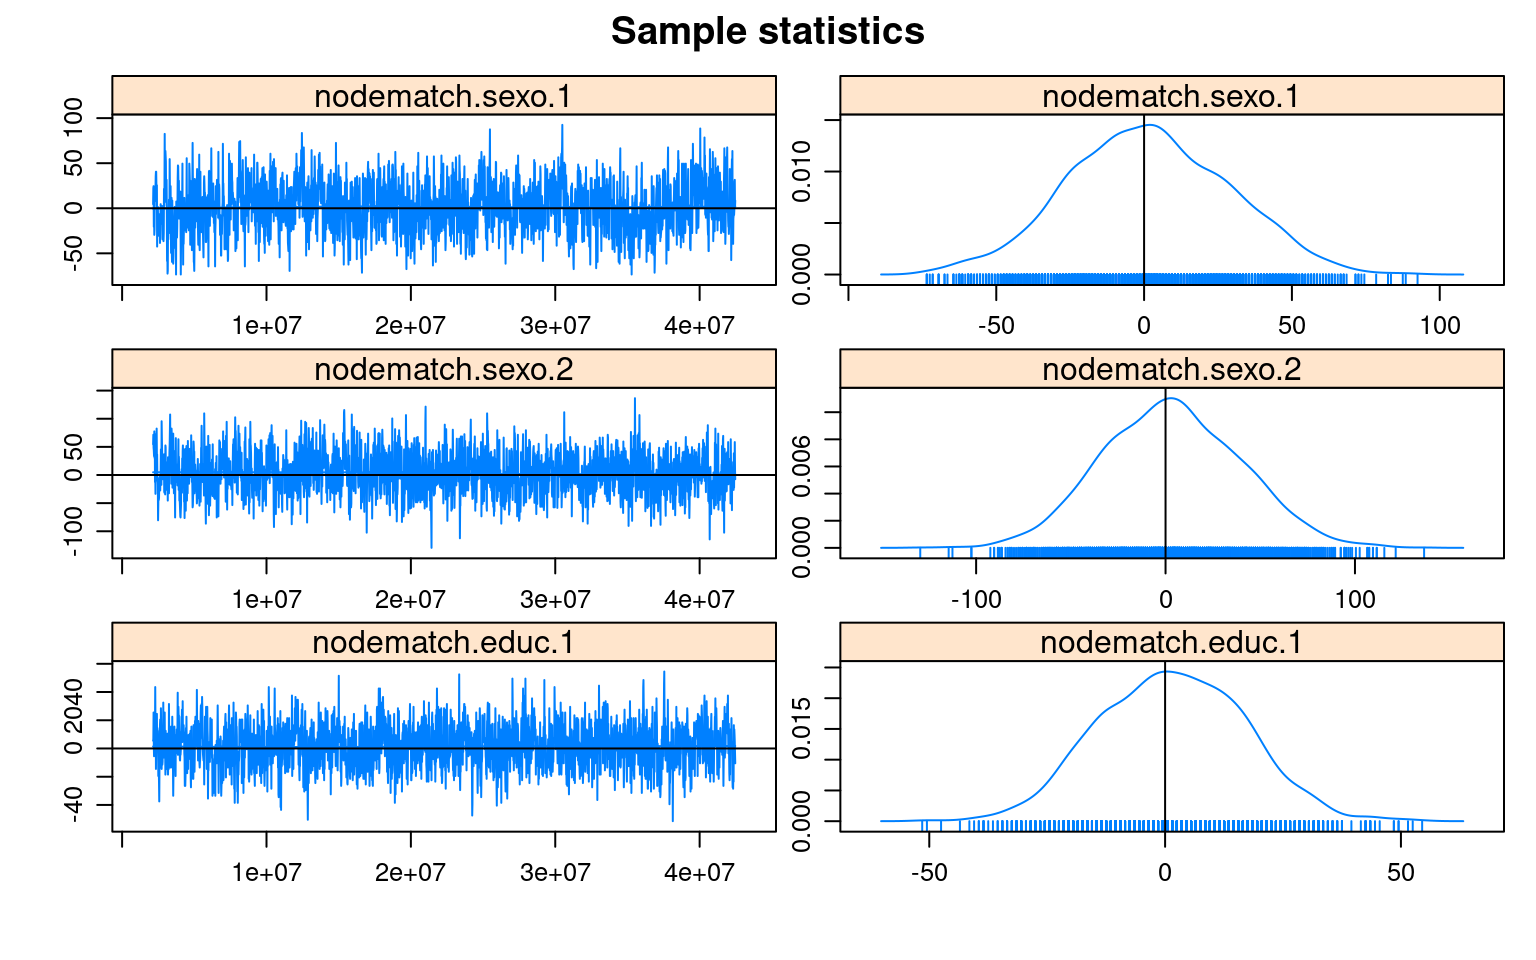 Sample statistics
nodematch.sexo.1 nodematch.sexo.1
100
50
0
-50
0.010
0.000
1e+07 2e+07 3e+07 4e+07 -50 0 50 100
nodematch.sexo.2 nodematch.sexo.2
50
0
-100
0.006
0.000
1e+07 2e+07 3e+07 4e+07 -100 0 100
nodematch.educ.1 nodematch.educ.1
40
20
0
-40
0.015
0.000
1e+07 2e+07 3e+07 4e+07 -50 0 50